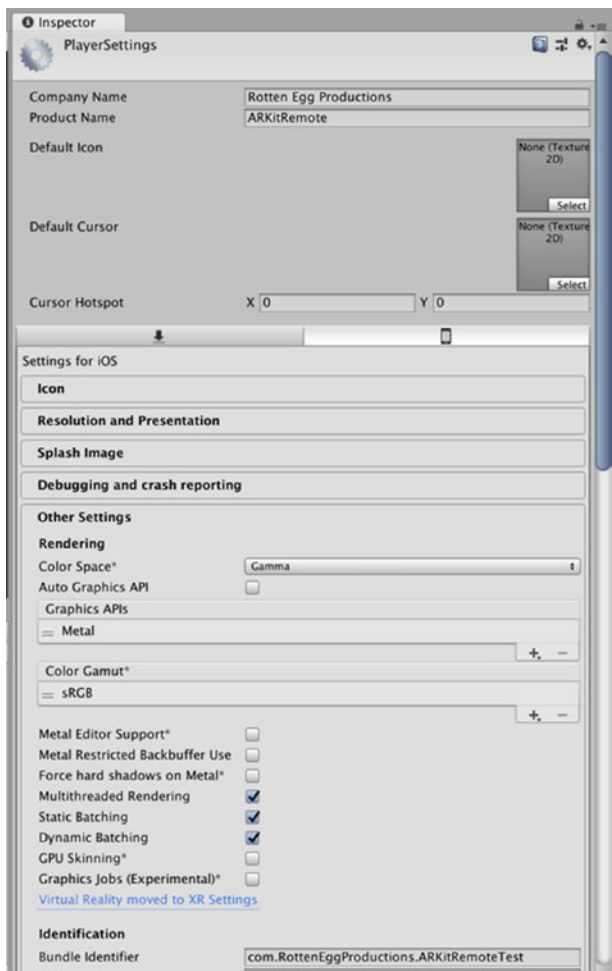 Inspector
PlayerSettings
Company Name Rotten Egg Productions
Product Name ARKitRemote
Default Icon
None (Texture
2D)
Select
Default Cursor
None (Texture
2D)
Select
Cursor Hotspot X 0 Y 0
Settings for iOS
Icon
Resolution and Presentation
Splash Image
Debugging and crash reporting
Other Settings
Rendering
Color Space* Gamma
Auto Graphics API
Graphics APIs
= Metal
+ −
Color Gamut*
= sRGB
+ −
Metal Editor Support*
Metal Restricted Backbuffer Use
Force hard shadows on Metal*
Multithreaded Rendering
Static Batching
Dynamic Batching
GPU Skinning*
Graphics Jobs (Experimental)*
Virtual Reality moved to XR Settings
Identification
Bundle Identifier com.RottenEggProductions.ARKitRemoteTest